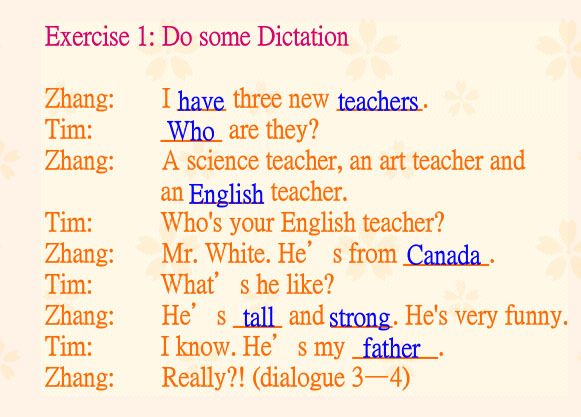 Exercise 1: Do some Dictation
Zhang: I have three new teachers.
Tim: Who are they?
Zhang: A science teacher, an art teacher and
an English teacher.
Tim: Who's your English teacher?
Zhang: Mr. White. He’s from Canada.
Tim: What’s he like?
Zhang: He’s tall and strong. He's very funny.
Tim: I know. He’s my father.
Zhang: Really?! (dialogue 3—4)